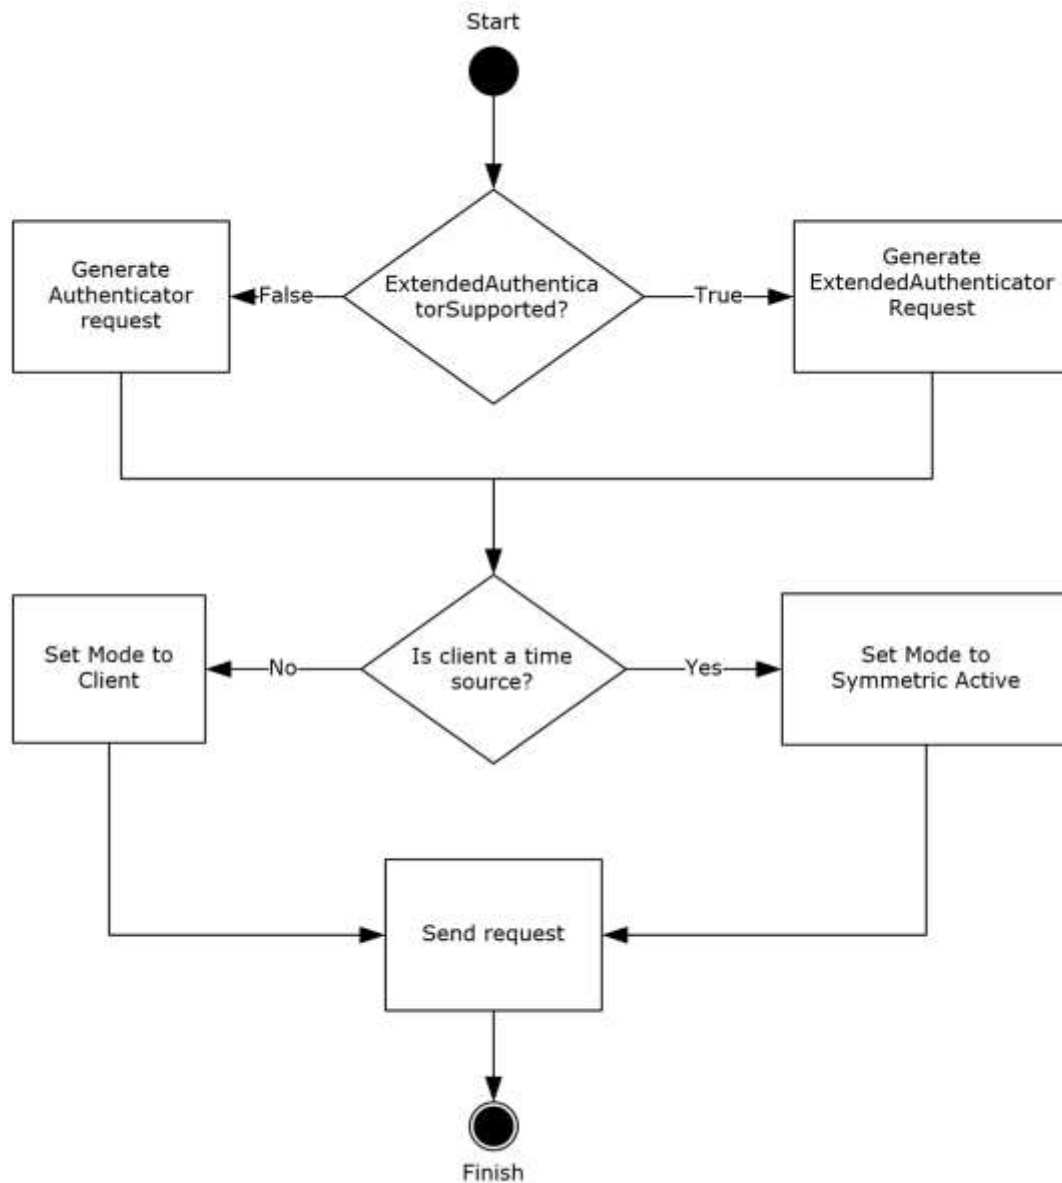 Start
Generate
Authenticator
request
False
ExtendedAuthentica
torSupported?
True
Generate
ExtendedAuthenticator
Request
Set Mode to
Client
No
Is client a time
source?
Yes
Set Mode to
Symmetric Active
Send request
Finish